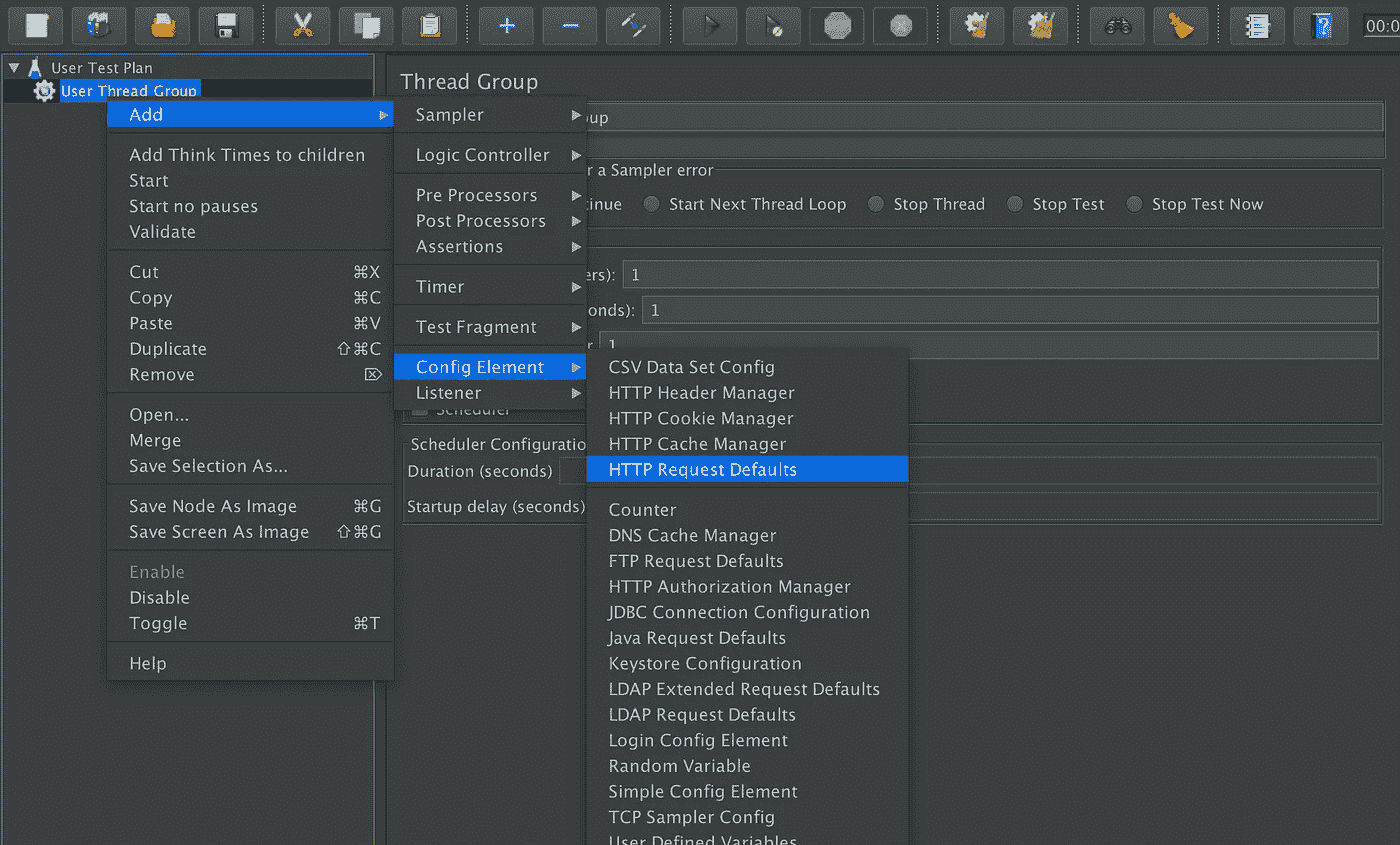 00:0
User Test Plan
User Thread Group
Thread Group
Add
Add Think Times to children
Start
Start no pauses
Validate
Cut ⌘X
Copy ⌘C
Paste ⌘V
Duplicate ⇧⌘C
Remove ⌦
Open...
Merge
Save Selection As...
Save Node As Image ⌘G
Save Screen As Image ⇧⌘G
Enable
Disable
Toggle ⌘T
Help
Sampler
Logic Controller
Pre Processors
Post Processors
Assertions
Timer
Test Fragment
Config Element
Listener
CSV Data Set Config
HTTP Header Manager
HTTP Cookie Manager
HTTP Cache Manager
HTTP Request Defaults
Counter
DNS Cache Manager
FTP Request Defaults
HTTP Authorization Manager
JDBC Connection Configuration
Java Request Defaults
Keystore Configuration
LDAP Extended Request Defaults
LDAP Request Defaults
Login Config Element
Random Variable
Simple Config Element
TCP Sampler Config
User Defined Variables
oup
r a Sampler error
inue Start Next Thread Loop Stop Thread Stop Test Stop Test Now
ers): 1
onds): 1
r 1
Scheduler
Scheduler Configuratio
Duration (seconds)
Startup delay (seconds)